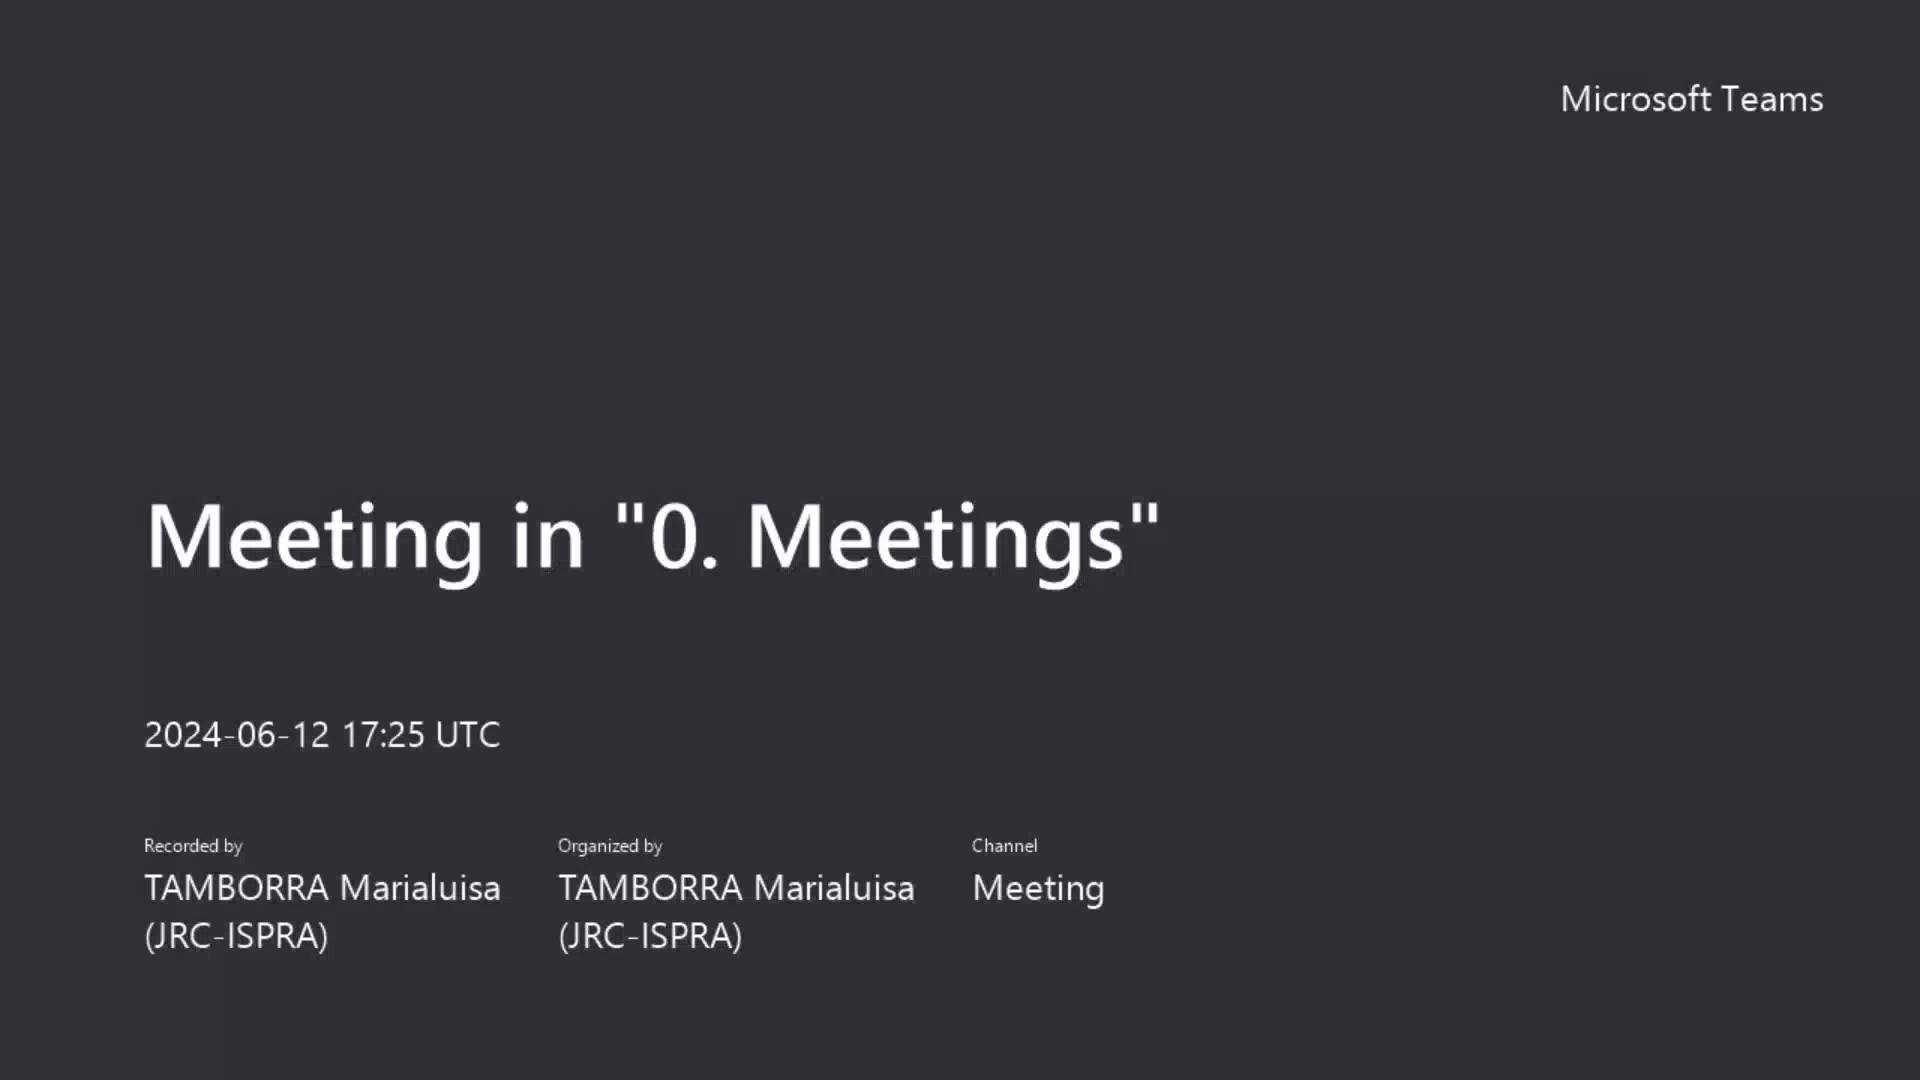 Microsoft Teams
Meeting in "0. Meetings"
2024-06-12 17:25 UTC
Recorded by
TAMBORRA Marialuisa
(JRC-ISPRA)
Organized by
TAMBORRA Marialuisa
(JRC-ISPRA)
Channel
Meeting